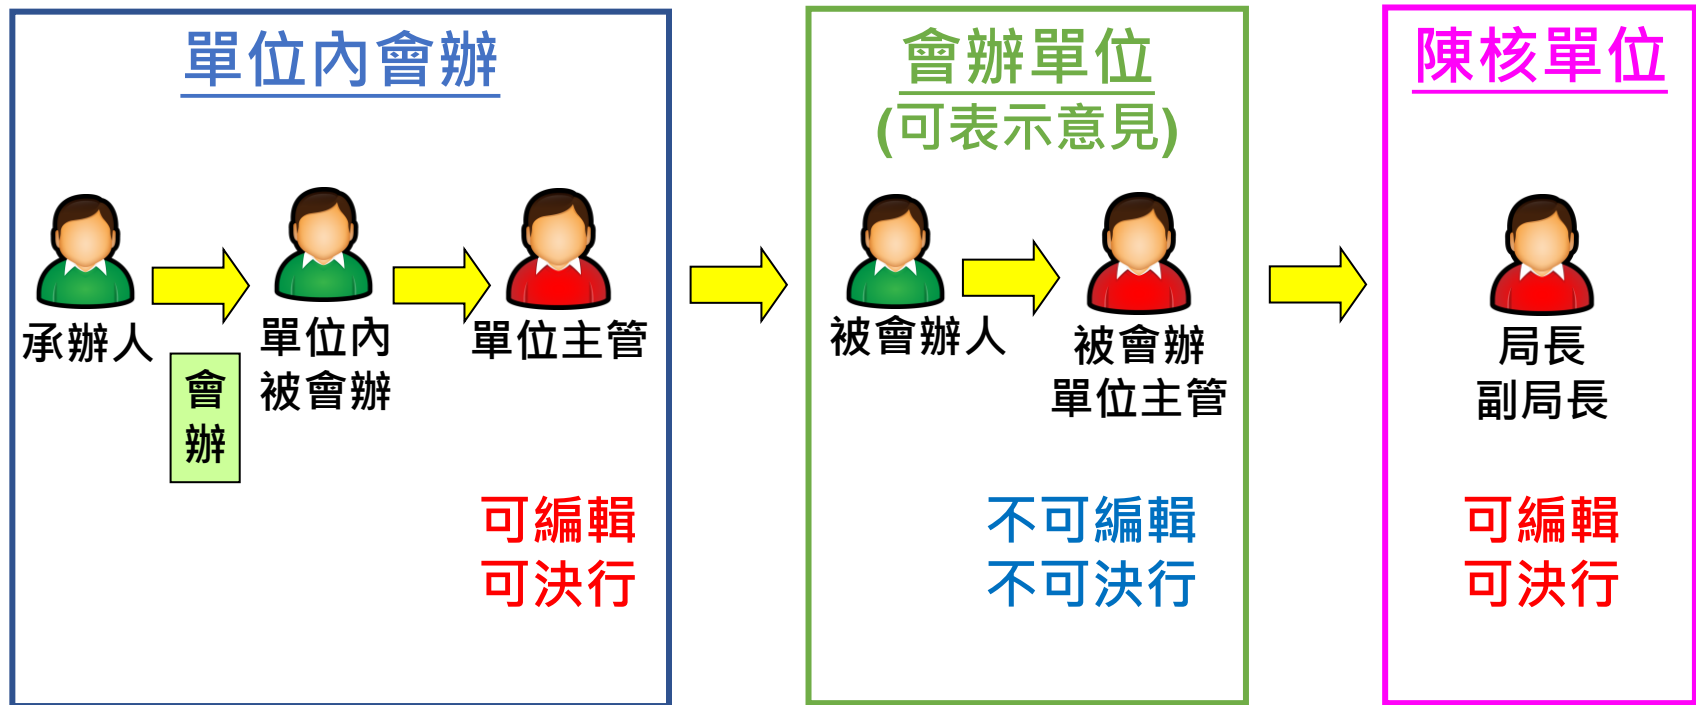 單位內會辦
承辦人
會
辦
單位內
被會辦
單位主管
可編輯
可決行
會辦單位
(可表示意見)
被會辦人
被會辦
單位主管
不可編輯
不可決行
陳核單位
局長
副局長
可編輯
可決行